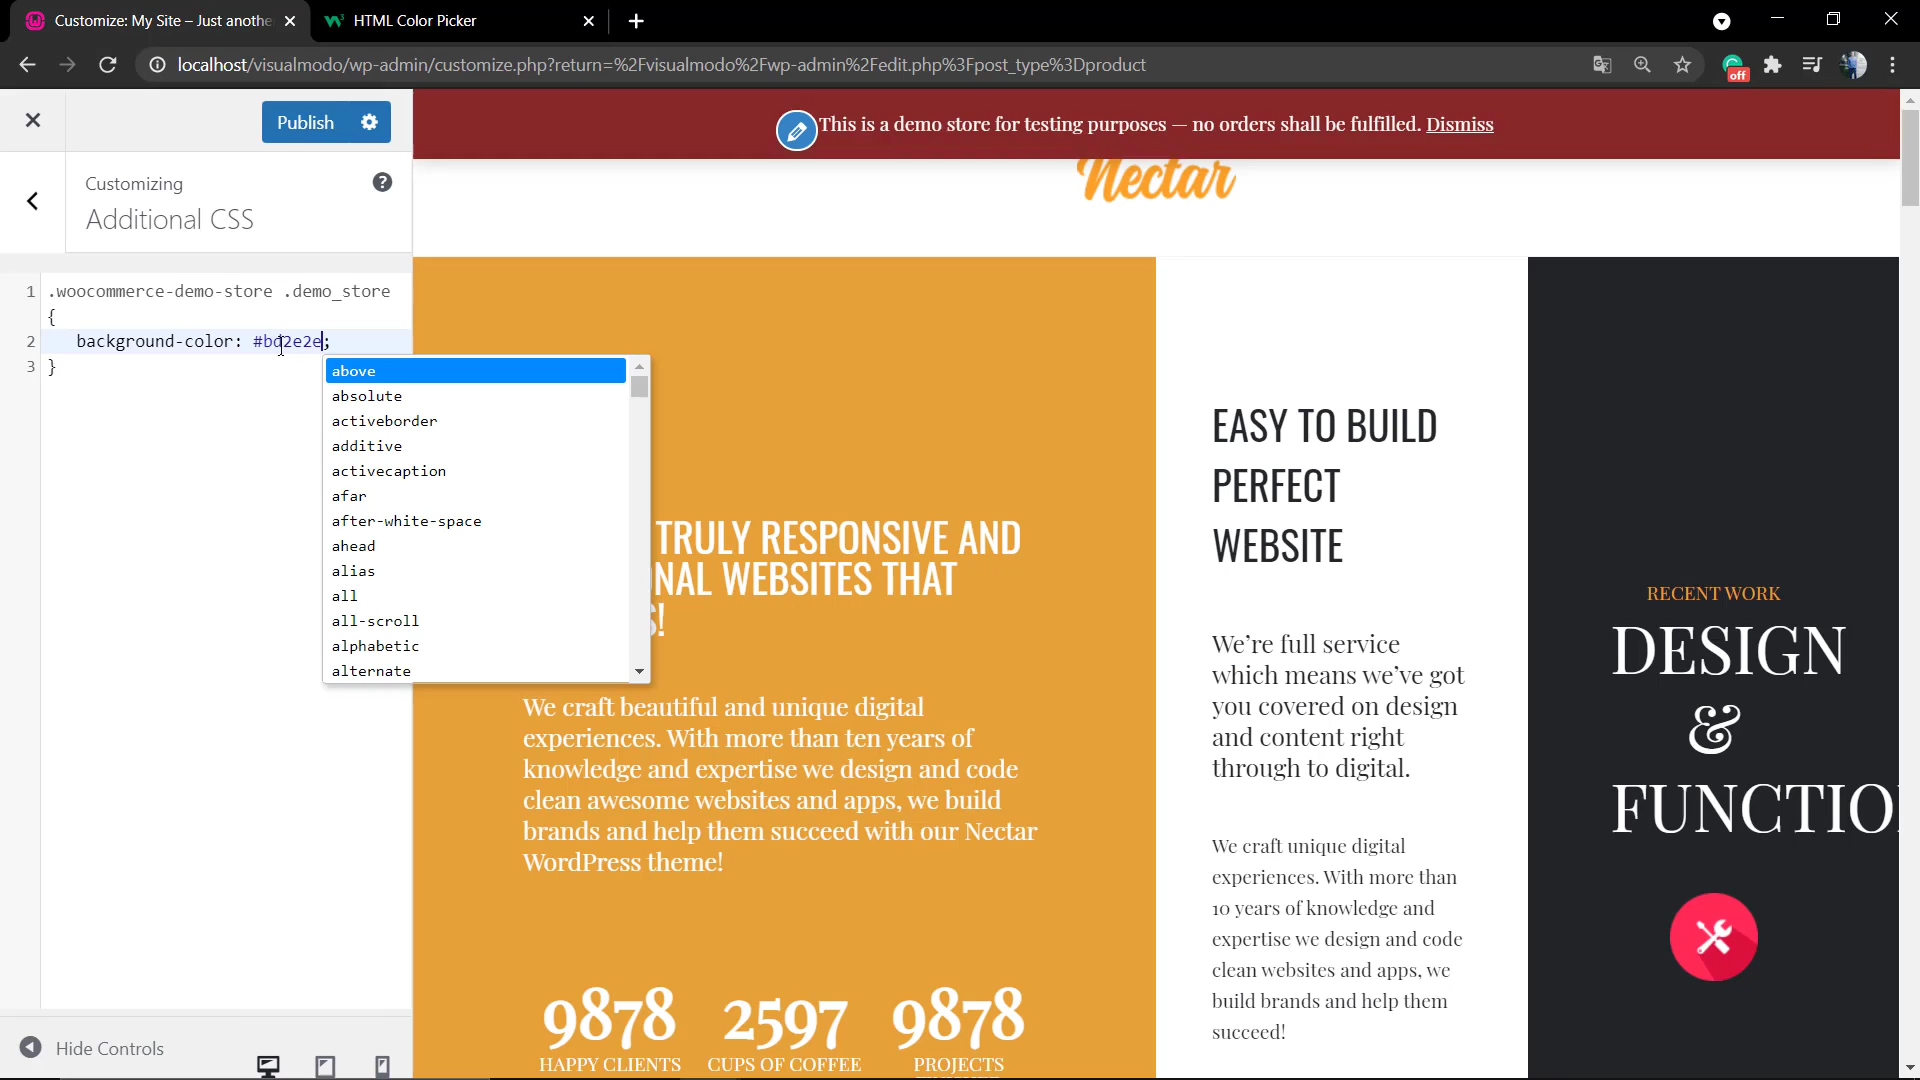 Customize: My Site – Just anothe
HTML Color Picker
localhost/visualmodo/wp-admin/customize.php?return=%2Fvisualmodo%2Fwp-admin%2Fedit.php%3Fpost_type%3Dproduct
off
Publish
This is a demo store for testing purposes — no orders shall be fulfilled. Dismiss
Nectar
Customizing
Additional CSS
1 .woocommerce-demo-store .demo_store
{
2 background-color: #bd2e2e;
3 }
above
absolute
activeborder
additive
activecaption
afar
after-white-space
ahead
alias
all
all-scroll
alphabetic
alternate
TRULY RESPONSIVE AND
NAL WEBSITES THAT
S!
We craft beautiful and unique digital
experiences. With more than ten years of
knowledge and expertise we design and code
clean awesome websites and apps, we build
brands and help them succeed with our Nectar
WordPress theme!
9878
HAPPY CLIENTS
2597
CUPS OF COFFEE
9878
PROJECTS
EASY TO BUILD
PERFECT
WEBSITE
We’re full service
which means we’ve got
you covered on design
and content right
through to digital.
We craft unique digital
experiences. With more than
10 years of knowledge and
expertise we design and code
clean websites and apps, we
build brands and help them
succeed!
RECENT WORK
DESIGN
&
FUNCTIO
Hide Controls